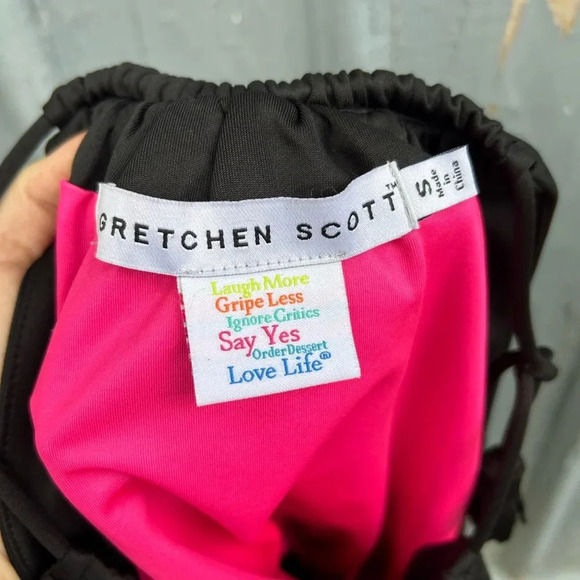 GRETCHEN SCOTT™
S
Made
in
China
Laugh More
Gripe Less
Ignore Critics
Say Yes
Order Dessert
Love Life®